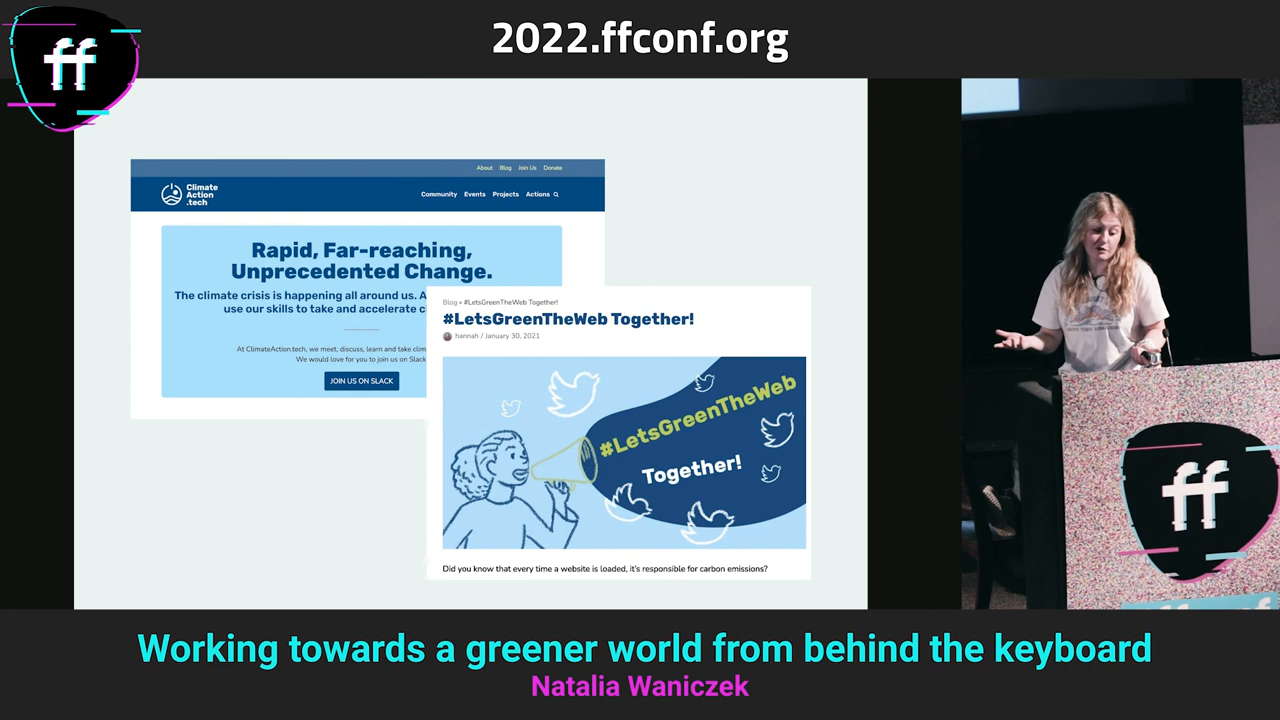 2022.ffconf.org
ff
About Blog Join Us Donate
Climate
Action
.tech
Community Events Projects Actions
Rapid, Far-reaching,
Unprecedented Change.
The climate crisis is happening all around us. A
use our skills to take and accelerate c
At ClimateAction.tech, we meet, discuss, learn and take clim
We would love for you to join us on Slack
JOIN US ON SLACK
Blog » #LetsGreenTheWeb Together!
#LetsGreenTheWeb Together!
hannah / January 30, 2021
#LetsGreenTheWeb
Together!
Did you know that every time a website is loaded, it's responsible for carbon emissions?
ff
Working towards a greener world from behind the keyboard
Natalia Waniczek